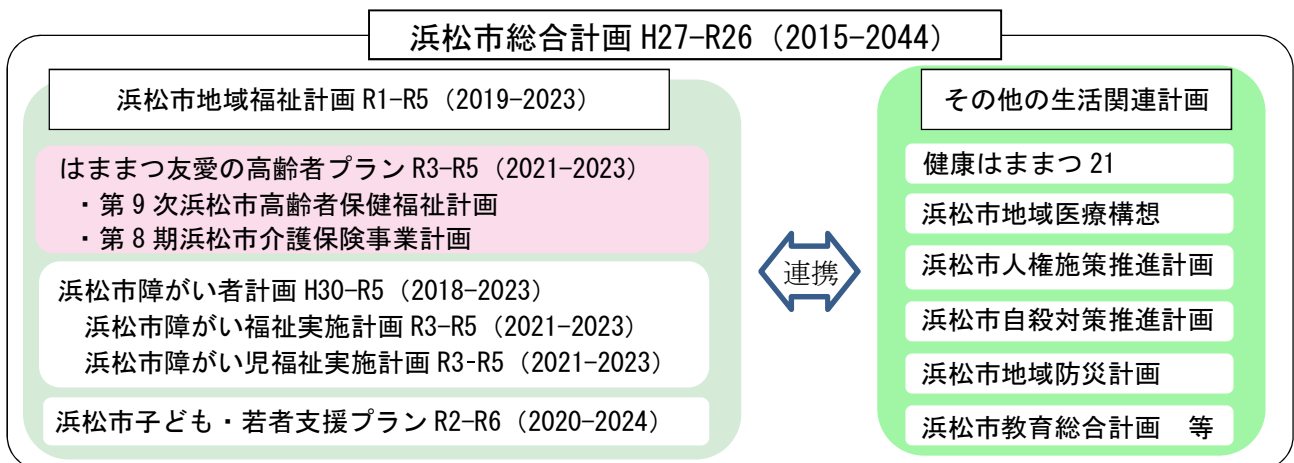 浜松市総合計画 H27-R26（2015-2044）
浜松市地域福祉計画 R1-R5（2019-2023）
はままつ友愛の高齢者プラン R3-R5（2021-2023）
・第 9 次浜松市高齢者保健福祉計画
・第 8 期浜松市介護保険事業計画
浜松市障がい者計画 H30-R5（2018-2023）
浜松市障がい福祉実施計画 R3-R5（2021-2023）
浜松市障がい児福祉実施計画 R3-R5（2021-2023）
浜松市子ども・若者支援プラン R2-R6（2020-2024）
連携
その他の生活関連計画
健康はままつ 21
浜松市地域医療構想
浜松市人権施策推進計画
浜松市自殺対策推進計画
浜松市地域防災計画
浜松市教育総合計画　等